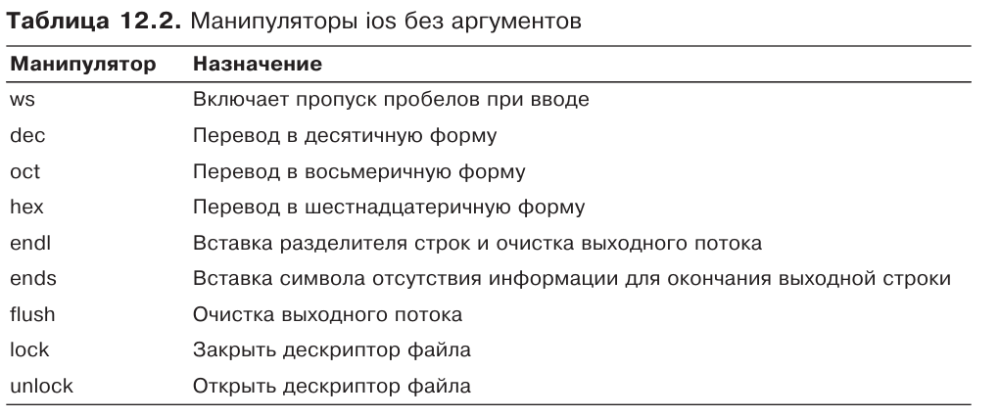 Таблица 12.2. Манипуляторы ios без аргументов
Манипулятор Назначение
ws Включает пропуск пробелов при вводе
dec Перевод в десятичную форму
oct Перевод в восьмеричную форму
hex Перевод в шестнадцатеричную форму
endl Вставка разделителя строк и очистка выходного потока
ends Вставка символа отсутствия информации для окончания выходной строки
flush Очистка выходного потока
lock Закрыть дескриптор файла
unlock Открыть дескриптор файла